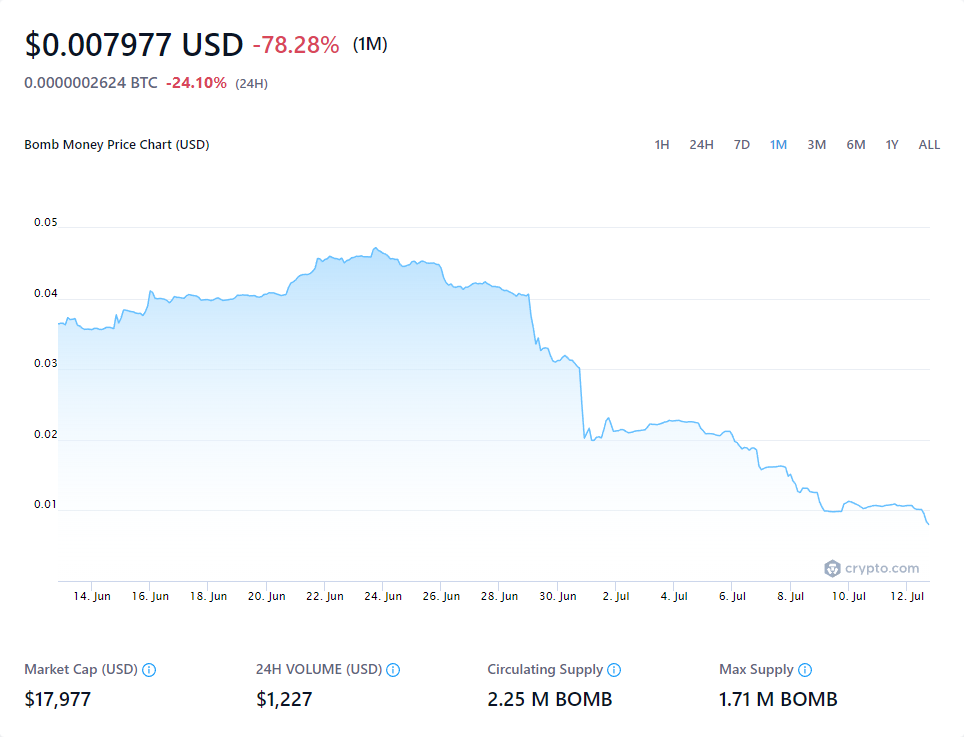 $0.007977 USD -78.28% (1M)
0.0000002624 BTC -24.10% (24H)
Bomb Money Price Chart (USD) 1H 24H 7D 1M 3M 6M 1Y ALL
0.05
0.04
0.03
0.02
0.01
crypto.com
14. Jun 16. Jun 18. Jun 20. Jun 22. Jun 24. Jun 26. Jun 28. Jun 30. Jun 2. Jul 4. Jul 6. Jul 8. Jul 10. Jul 12. Jul
Market Cap (USD) 24H VOLUME (USD) Circulating Supply Max Supply
$17,977 $1,227 2.25 M BOMB 1.71 M BOMB